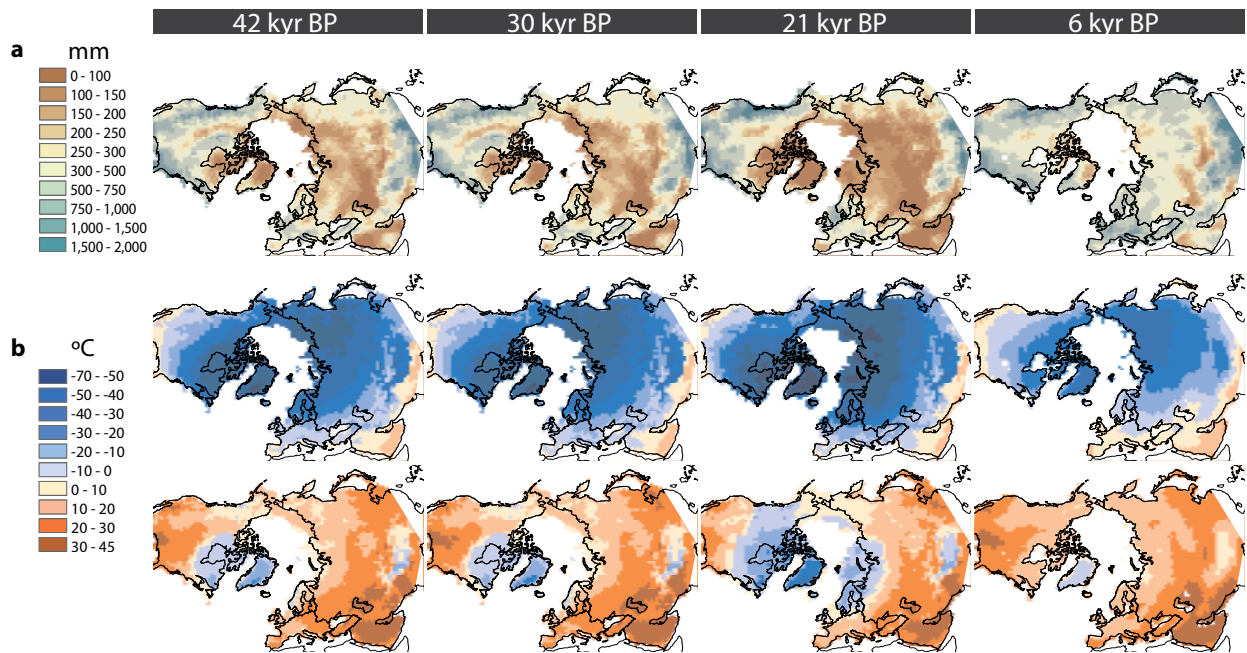 42 kyr BP
30 kyr BP
21 kyr BP
6 kyr BP
a
mm
0 - 100
100 - 150
150 - 200
200 - 250
250 - 300
300 - 500
500 - 750
750 - 1,000
1,000 - 1,500
1,500 - 2,000
b
ºC
-70 - -50
-50 - -40
-40 - -30
-30 - -20
-20 - -10
-10 - 0
0 - 10
10 - 20
20 - 30
30 - 45